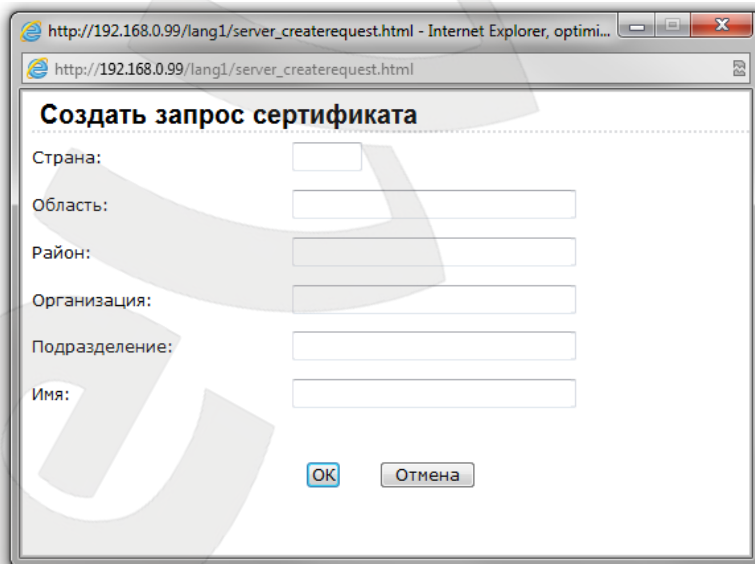 http://192.168.0.99/lang1/server_createrequest.html - Internet Explorer, optimi...
http://192.168.0.99/lang1/server_createrequest.html
Создать запрос сертификата
Страна:
Область:
Район:
Организация:
Подразделение:
Имя:
OK Отмена